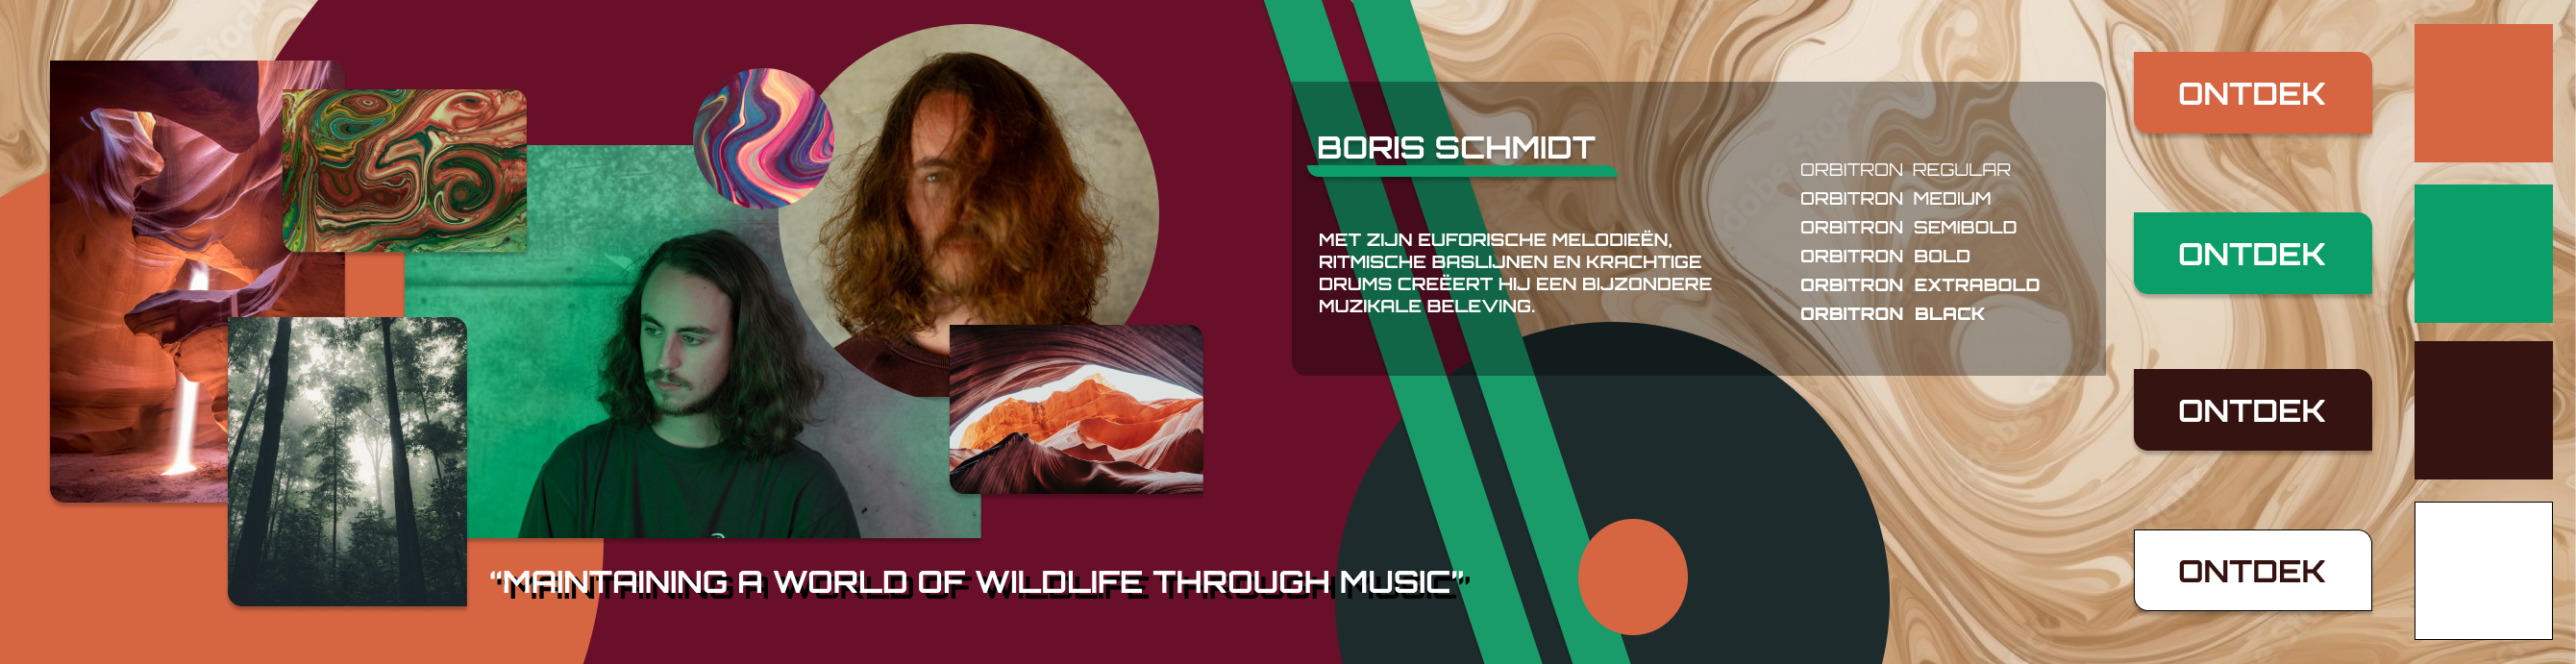 BORIS SCHMIDT
MET ZIJN EUFORISCHE MELODIEËN,
RITMISCHE BASLIJNEN EN KRACHTIGE
DRUMS CREËERT HIJ EEN BIJZONDERE
MUZIKALE BELEVING.
ORBITRON REGULAR
ORBITRON MEDIUM
ORBITRON SEMIBOLD
ORBITRON BOLD
ORBITRON EXTRABOLD
ORBITRON BLACK
ONTDEK
ONTDEK
ONTDEK
ONTDEK
“MAINTAINING A WORLD OF WILDLIFE THROUGH MUSIC”